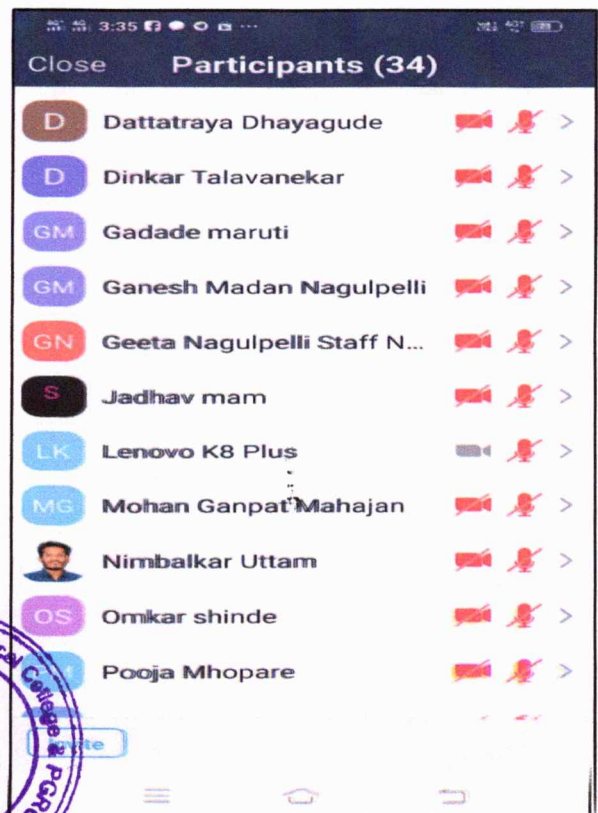 3:35
Close Participants (34)
D Dattatraya Dhayagude
D Dinkar Talavanekar
GM Gadade maruti
GM Ganesh Madan Nagulpelli
GN Geeta Nagulpelli Staff N...
S Jadhav mam
LK Lenovo K8 Plus
MG Mohan Ganpat Mahajan
Nimbalkar Uttam
OS Omkar shinde
Pooja Mhopare
Invite
College & PGR